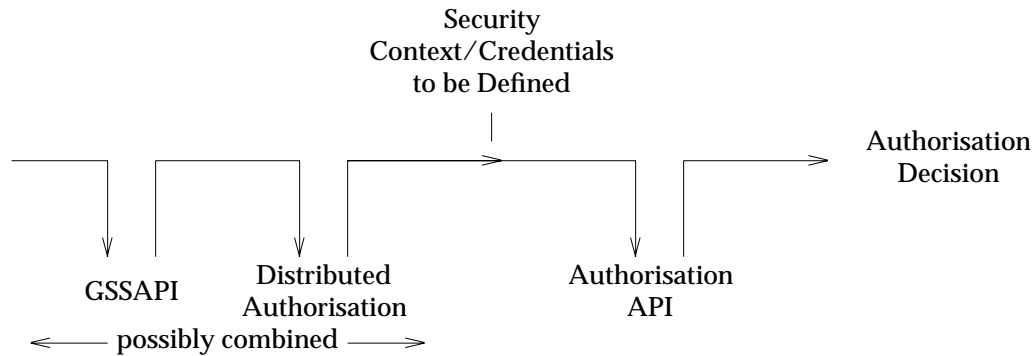 Security
Context/Credentials
to be Defined
Authorisation
Decision
GSSAPI
Distributed
Authorisation
Authorisation
API
possibly combined